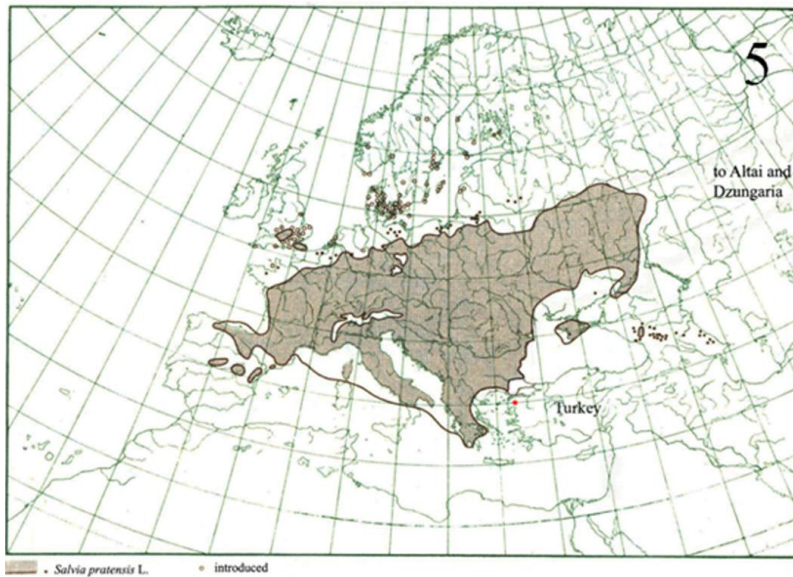 5
to Altai and
Dzungaria
Turkey
Salvia pratensis L.
introduced